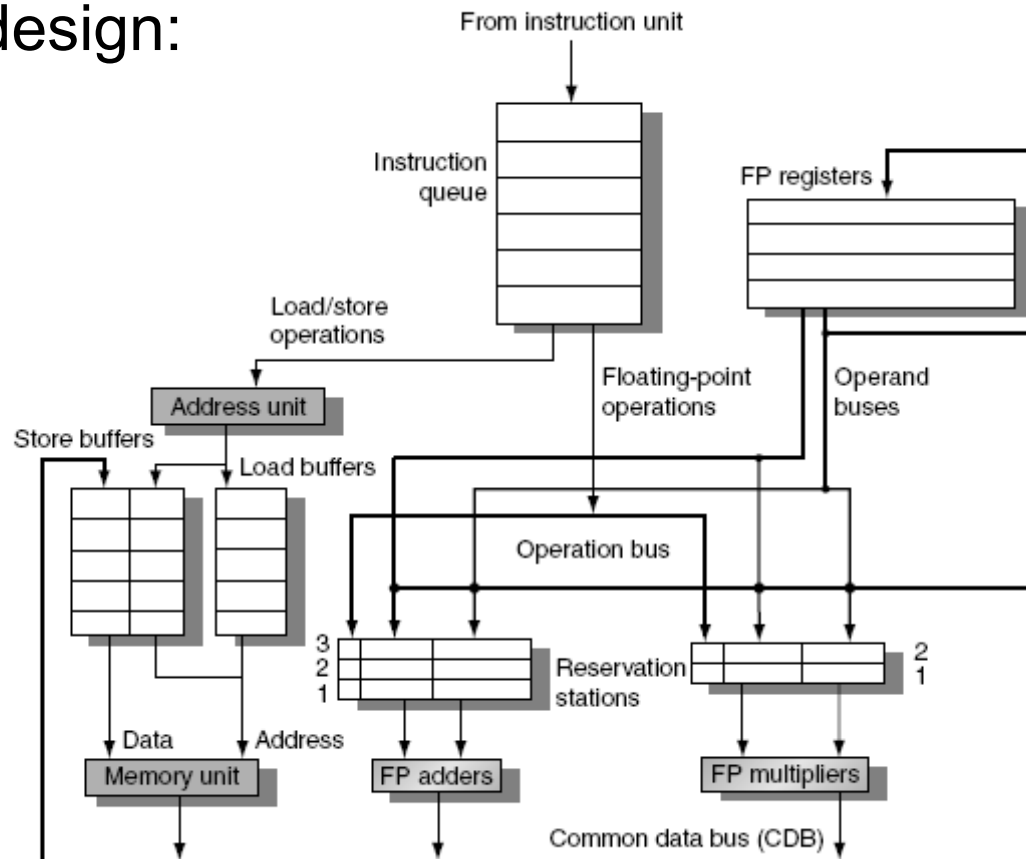 design:
From instruction unit
Instruction
queue
FP registers
Load/store
operations
Floating-point
operations
Operand
buses
Address unit
Store buffers
Load buffers
Operation bus
3
2
1
Reservation
stations
2
1
Data
Address
Memory unit
FP adders
FP multipliers
Common data bus (CDB)